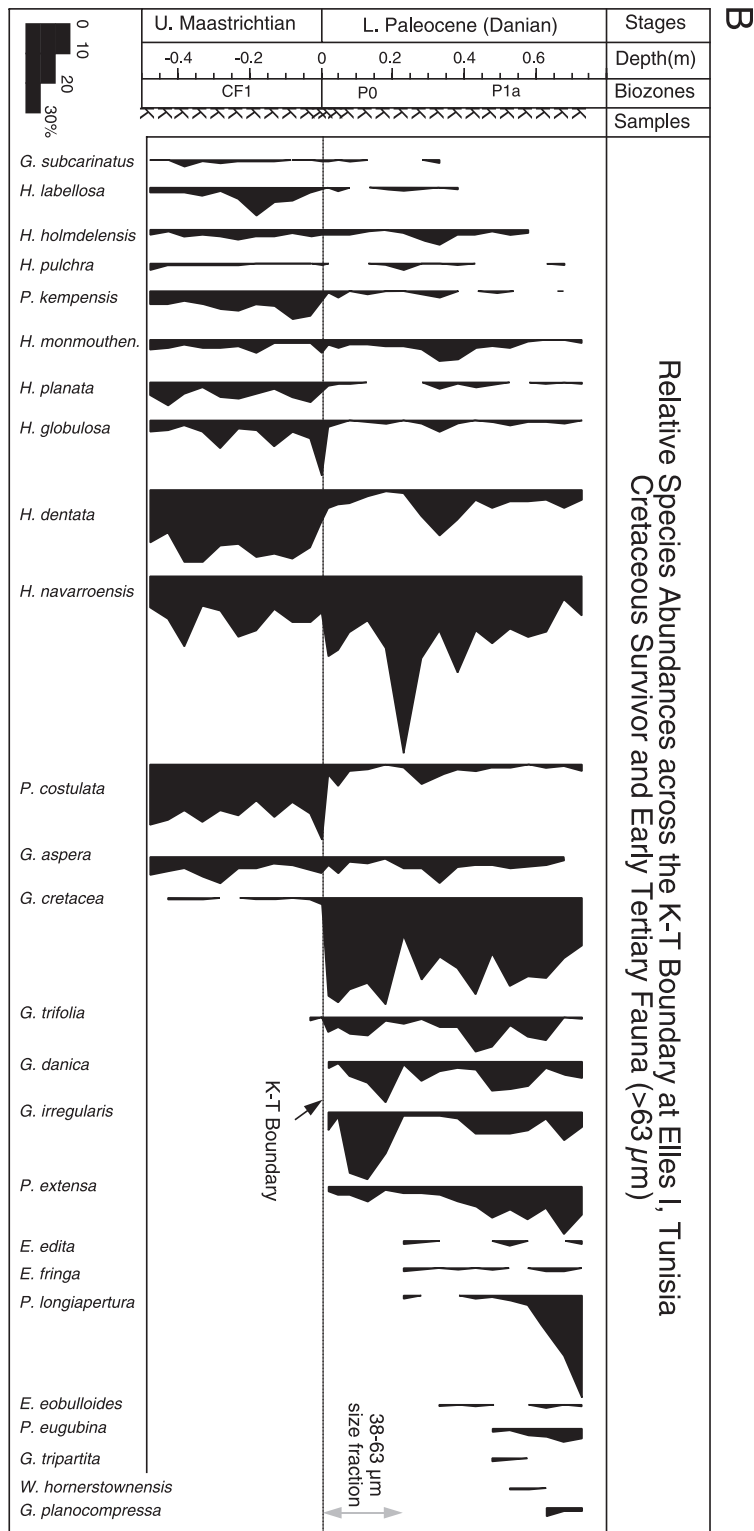 B
Relative Species Abundances across the K-T Boundary at Elles I, Tunisia
Cretaceous Survivor and Early Tertiary Fauna (>63 µm)
U. Maastrichtian
L. Paleocene (Danian)
Stages
-0.4
-0.2
0
0.2
0.4
0.6
Depth(m)
CF1
P0
P1a
Biozones
Samples
0
10
20
30%
G. subcarinatus
H. labellosa
H. holmdelensis
H. pulchra
P. kempensis
H. monmouthen.
H. planata
H. globulosa
H. dentata
H. navarroensis
P. costulata
G. aspera
G. cretacea
G. trifolia
G. danica
G. irregularis
P. extensa
E. edita
E. fringa
P. longiapertura
E. eobulloides
P. eugubina
G. tripartita
W. hornerstownensis
G. planocompressa
K-T Boundary
38-63 µm
size fraction